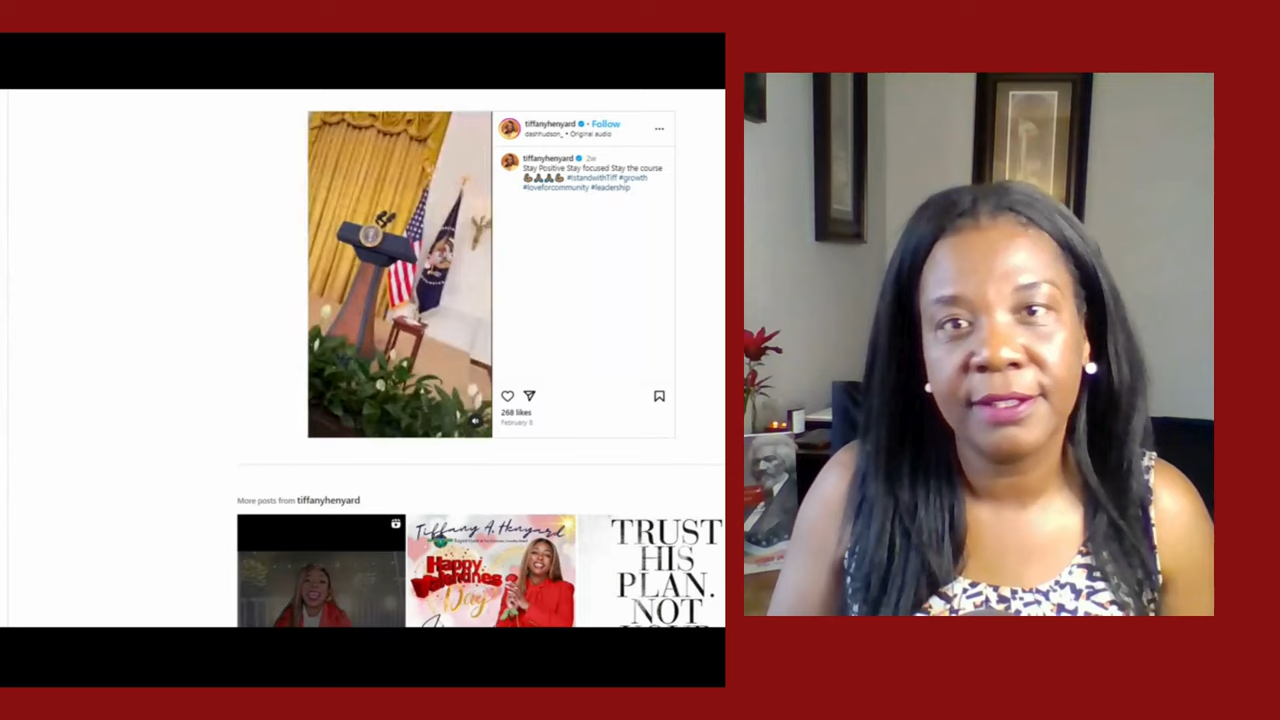 tiffanyhenyard • Follow
dashhudson_ • Original audio
tiffanyhenyard 2w
Stay Positive Stay focused Stay the course
💪🏾🙏🏾🙏🏾💪🏾 #IstandwithTiff #growth
#loveforcommunity #leadership
268 likes
February 8
More posts from tiffanyhenyard
Tiffany A. Henyard
Happy
Valentines
Day
TRUST
HIS
PLAN.
NOT